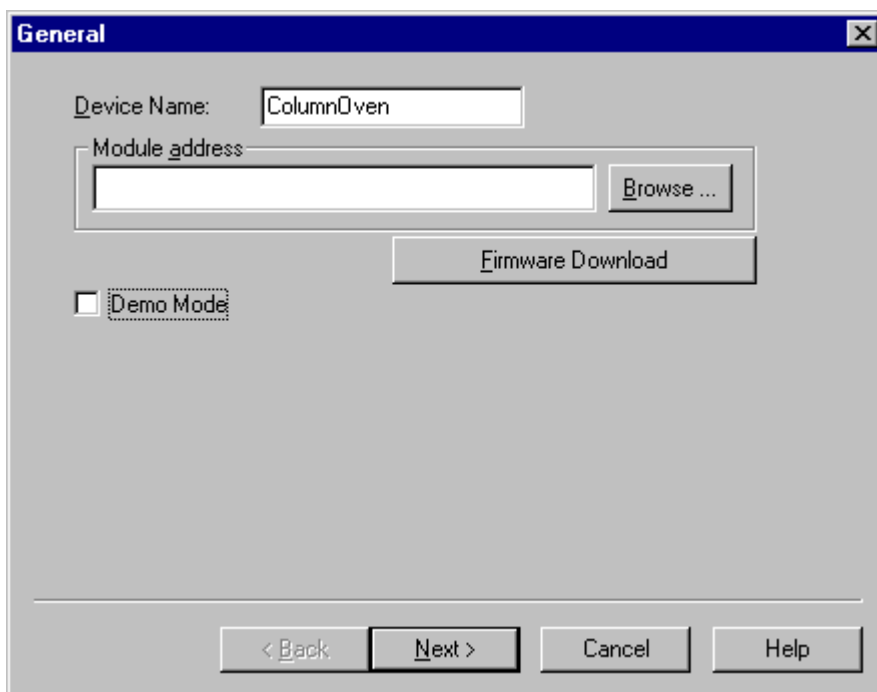 General
Device Name: ColumnOven
Module address
Browse ...
Firmware Download
Demo Mode
< Back Next > Cancel Help